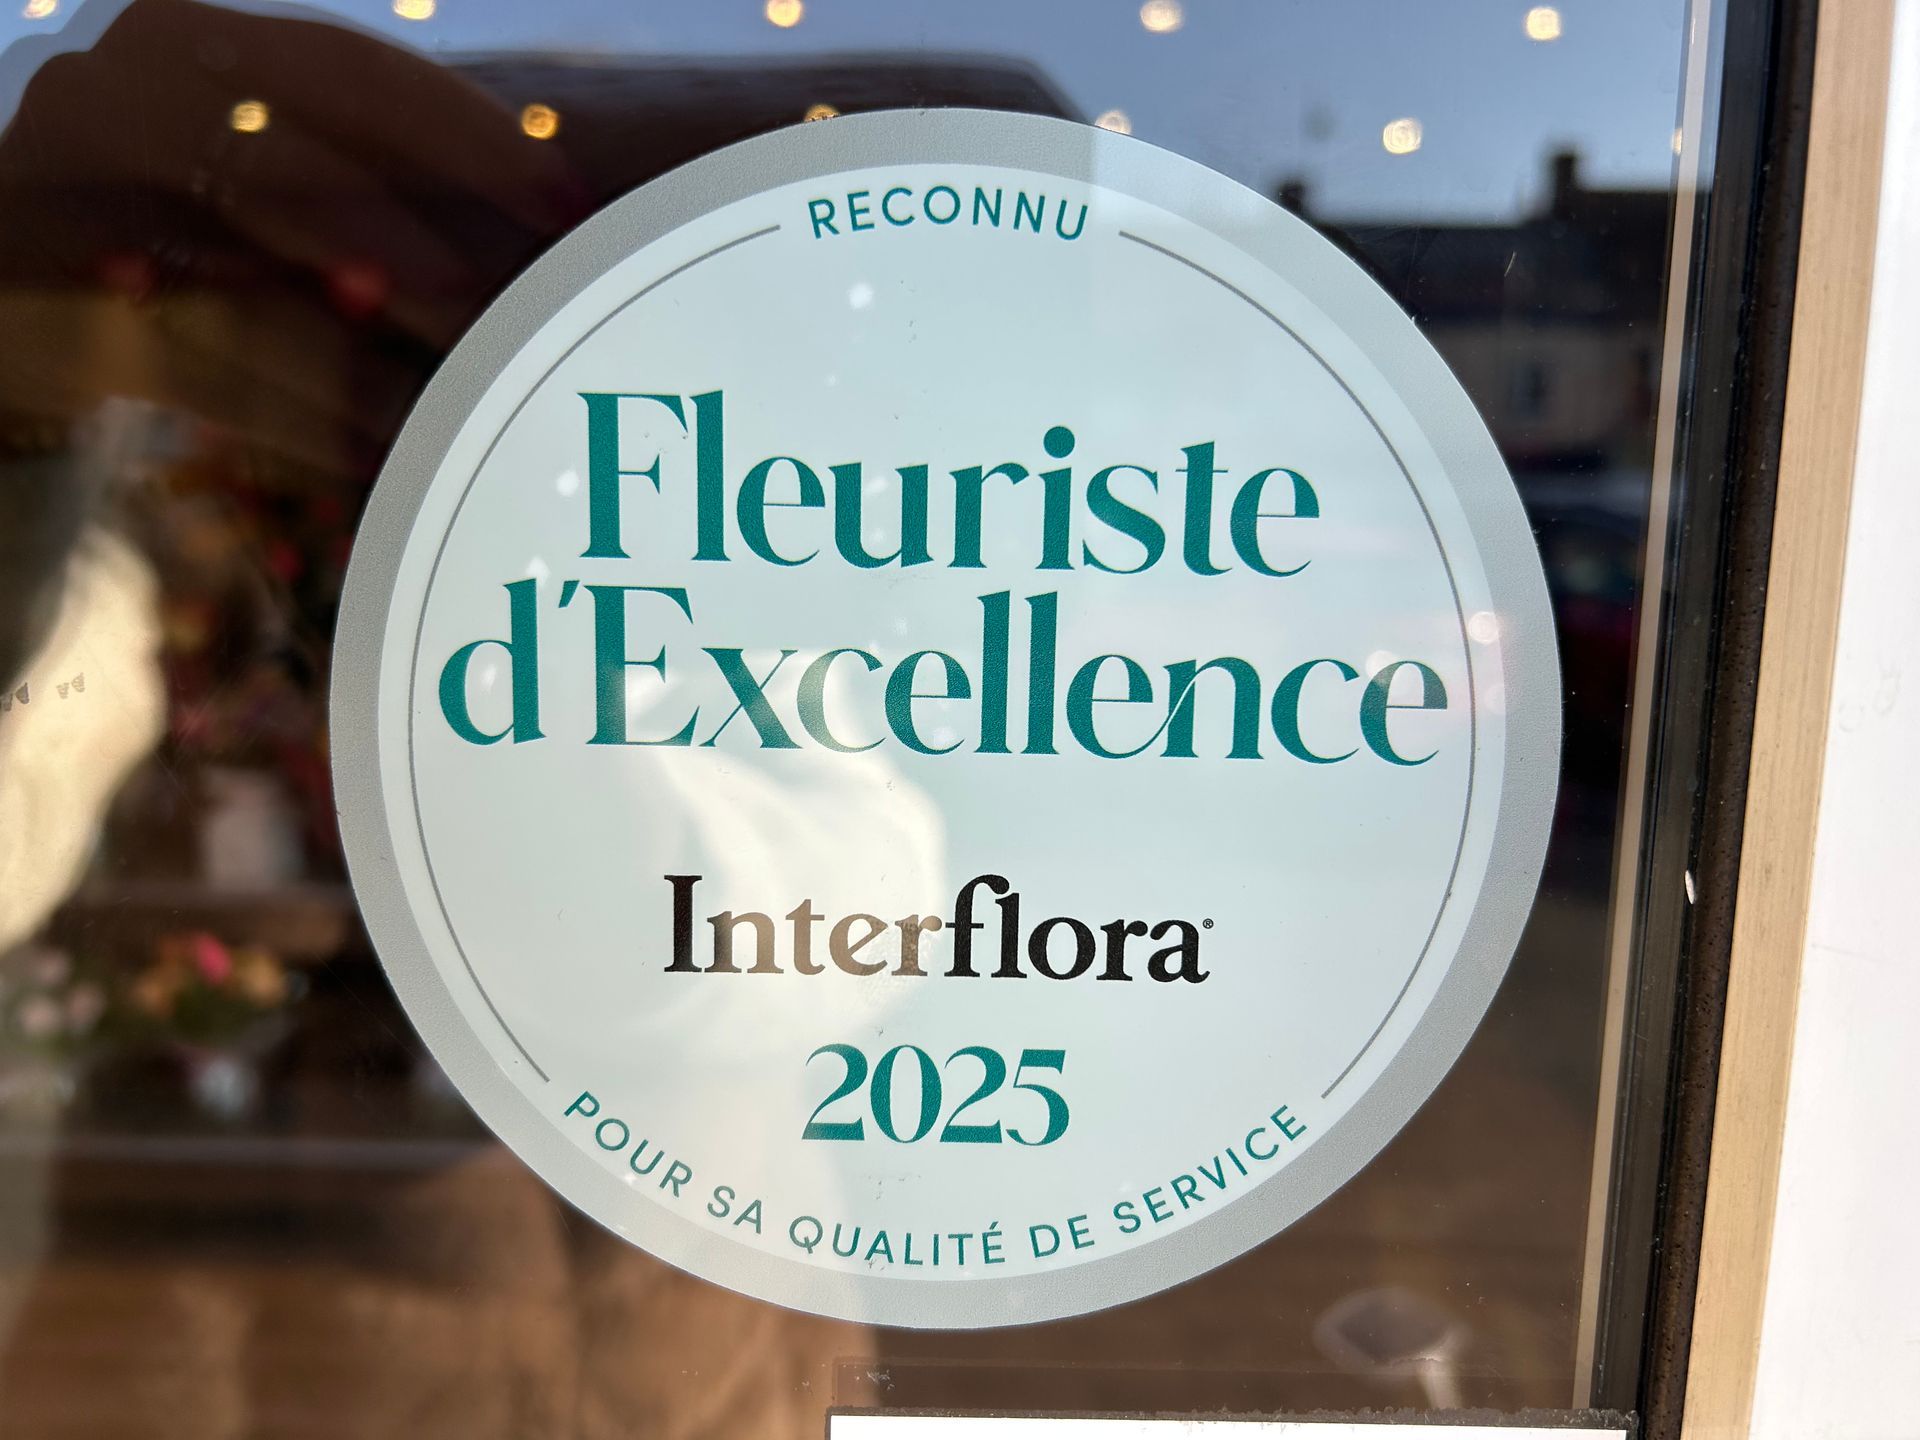 RECONNU
Fleuriste
d'Excellence
Interflora®
2025
POUR SA QUALITÉ DE SERVICE